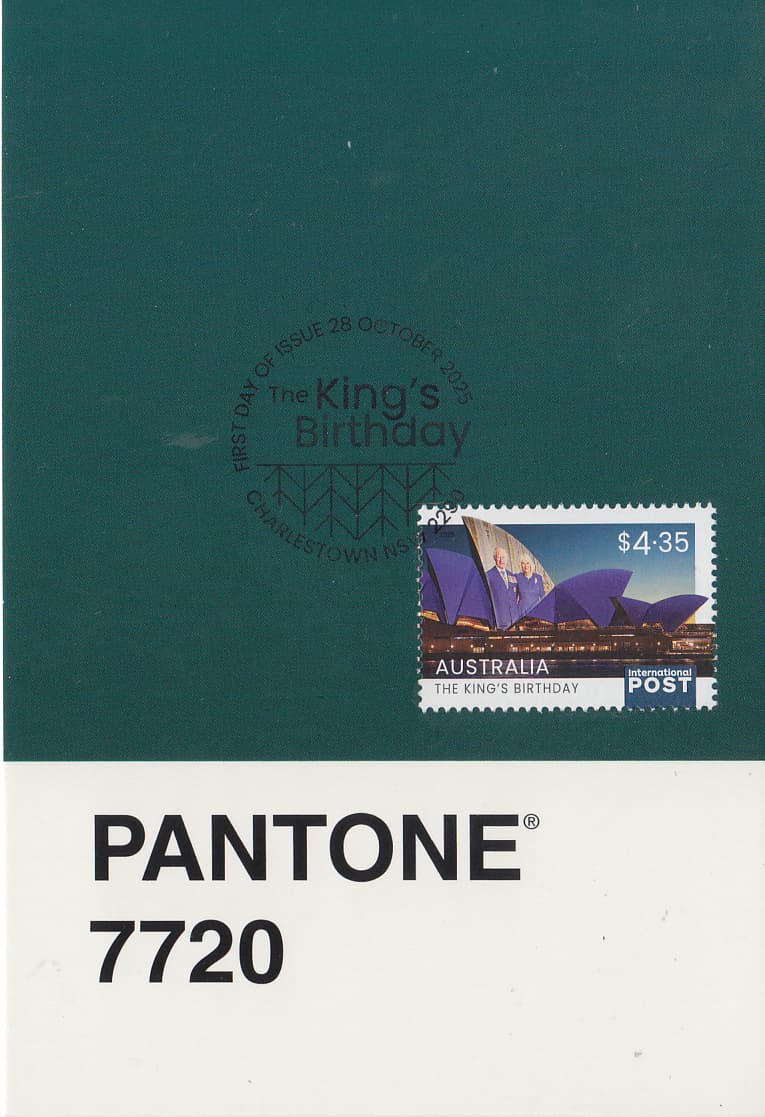 FIRST DAY OF ISSUE 28 OCTOBER 2025
The King's
Birthday
CHARLESTOWN NSW 2290
$4·35
2025
AUSTRALIA
THE KING'S BIRTHDAY
International
POST
PANTONE®
7720